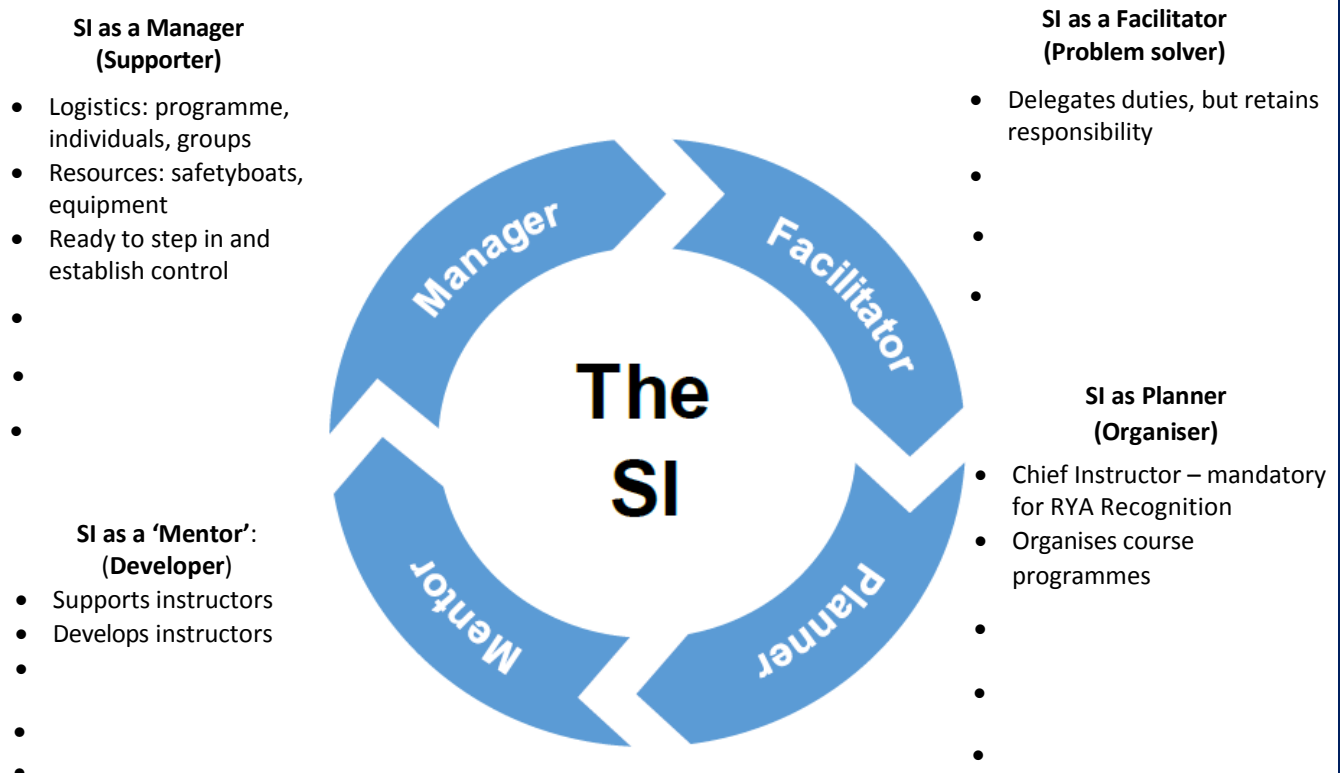 SI as a Manager
(Supporter)
• Logistics: programme,
individuals, groups
• Resources: safetyboats,
equipment
• Ready to step in and
establish control
•
•
•
SI as a Facilitator
(Problem solver)
• Delegates duties, but retains
responsibility
•
•
•
Manager
Facilitator
The
SI
Mentor
Planner
SI as a ‘Mentor’:
(Developer)
• Supports instructors
• Develops instructors
•
•
•
SI as Planner
(Organiser)
• Chief Instructor – mandatory
for RYA Recognition
• Organises course
programmes
•
•
•